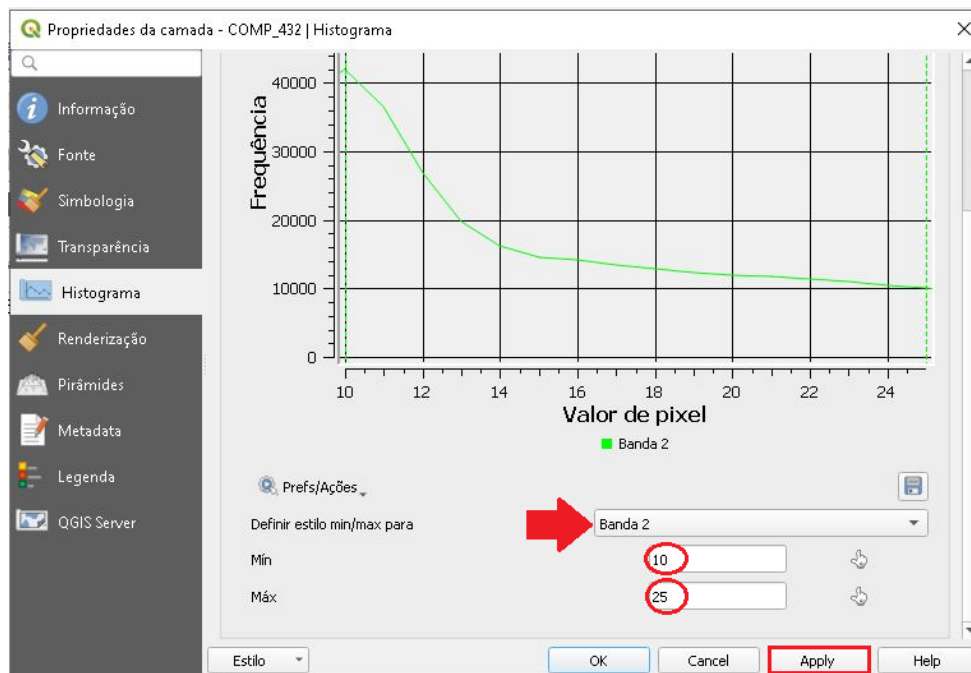 Propriedades da camada - COMP_432 | Histograma
Informação
Fonte
Simbologia
Transparência
Histograma
Renderização
Pirâmides
Metadata
Legenda
QGIS Server
Frequência
40000
30000
20000
10000
0
10 12 14 16 18 20 22 24
Valor de pixel
Banda 2
Prefs/Ações
Definir estilo min/max para Banda 2
Mín 10
Máx 25
Estilo OK Cancel Apply Help